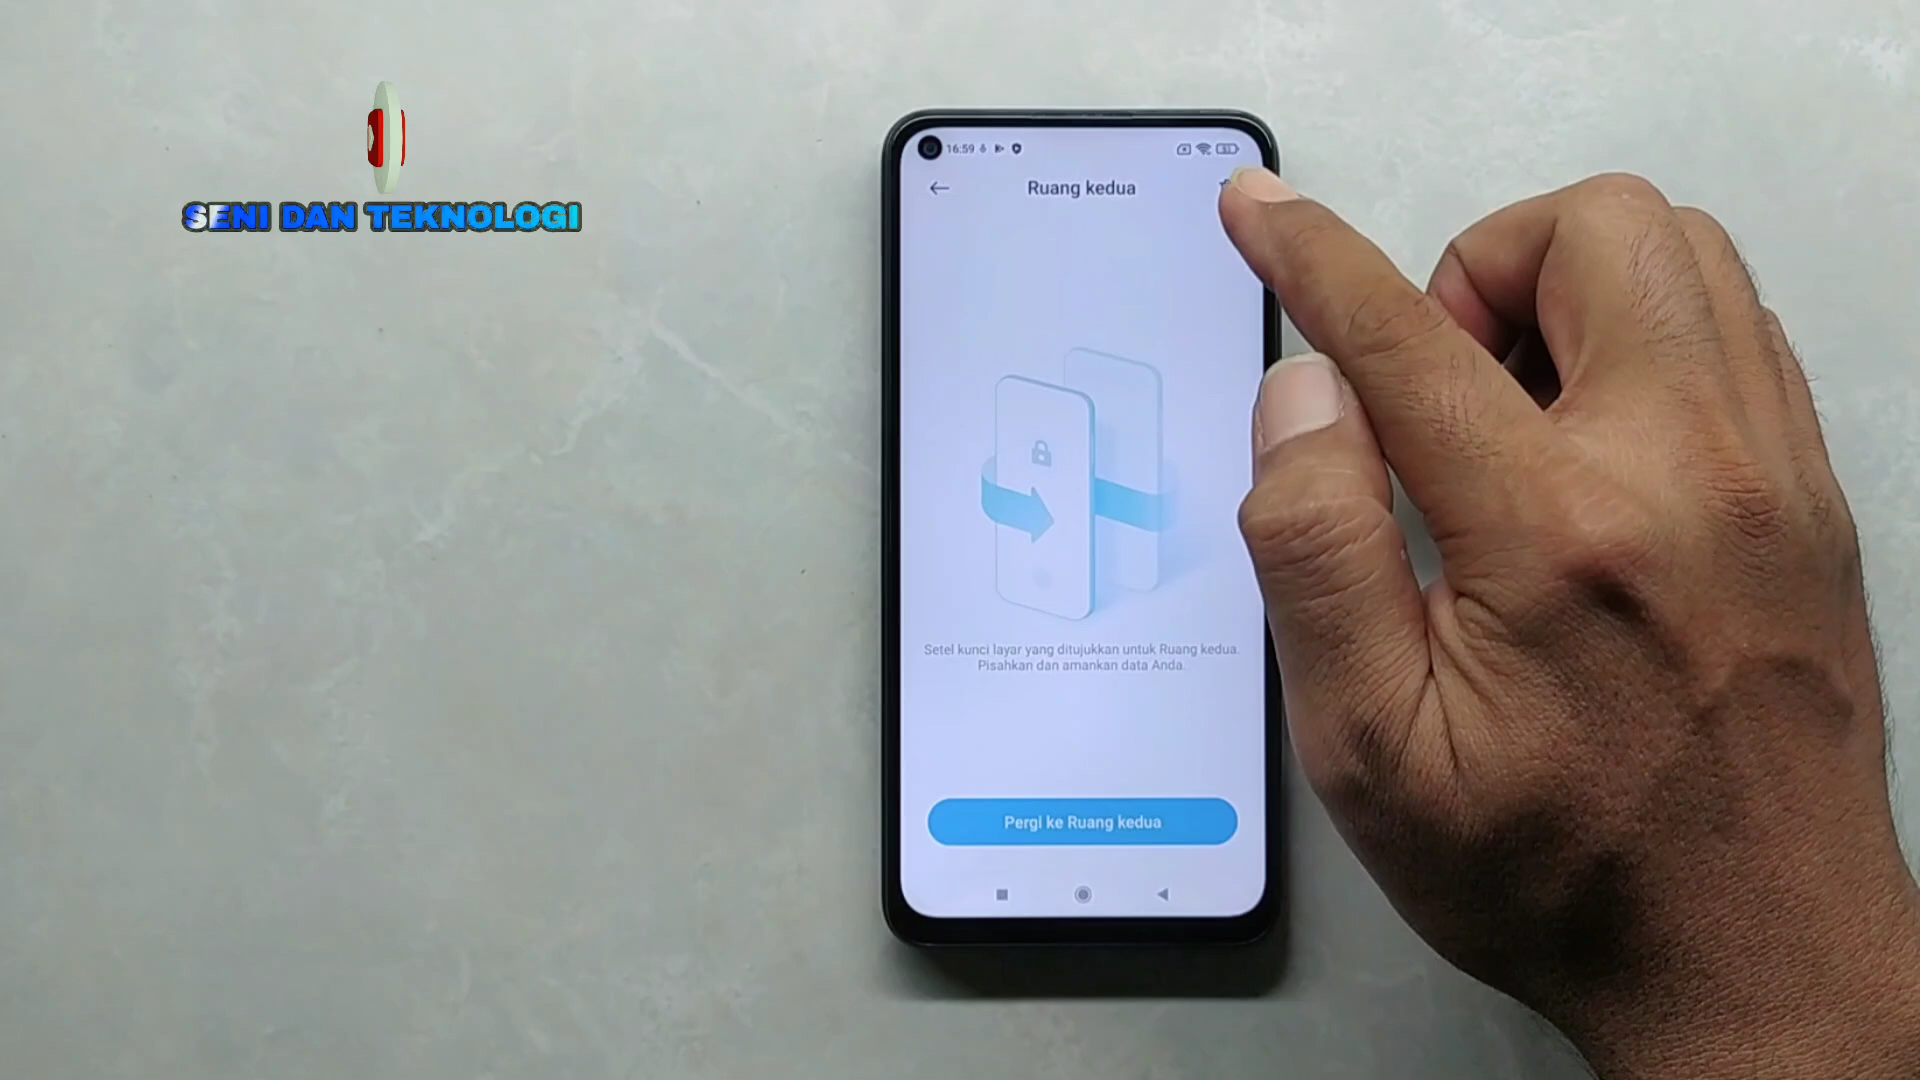 SENI DAN TEKNOLOGI
16:59
Ruang kedua
Setel kunci layar yang ditujukkan untuk Ruang kedua.
Pisahkan dan amankan data Anda.
Pergi ke Ruang kedua